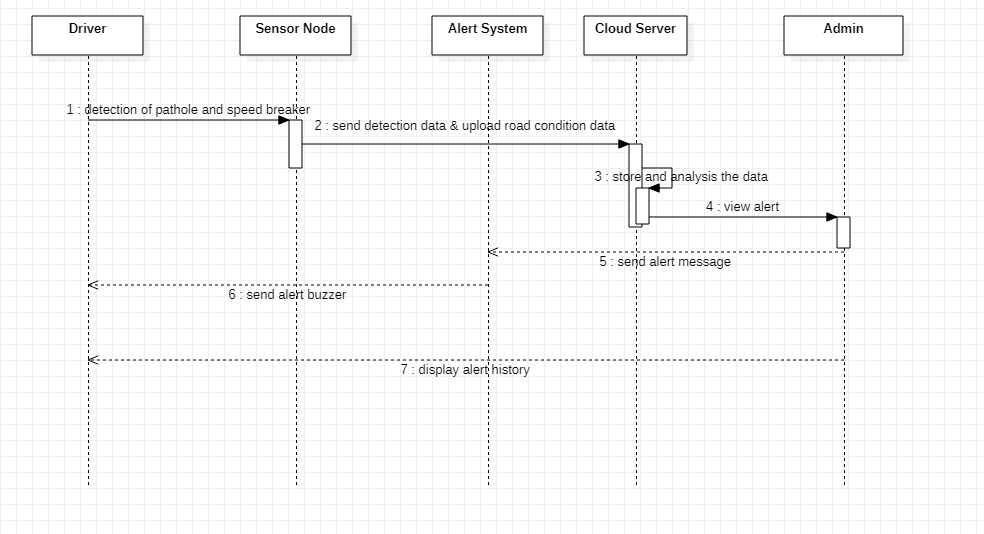 Driver
Sensor Node
Alert System
Cloud Server
Admin
1 : detection of pathole and speed breaker
2 : send detection data & upload road condition data
3 : store and analysis the data
4 : view alert
5 : send alert message
6 : send alert buzzer
7 : display alert history